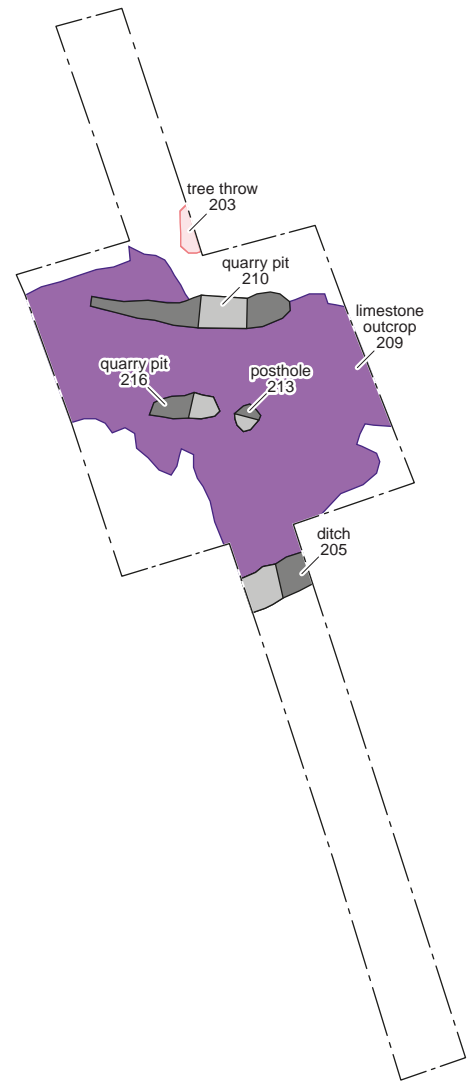 tree throw
203
quarry pit
210
limestone
outcrop
209
quarry pit
216
posthole
213
ditch
205